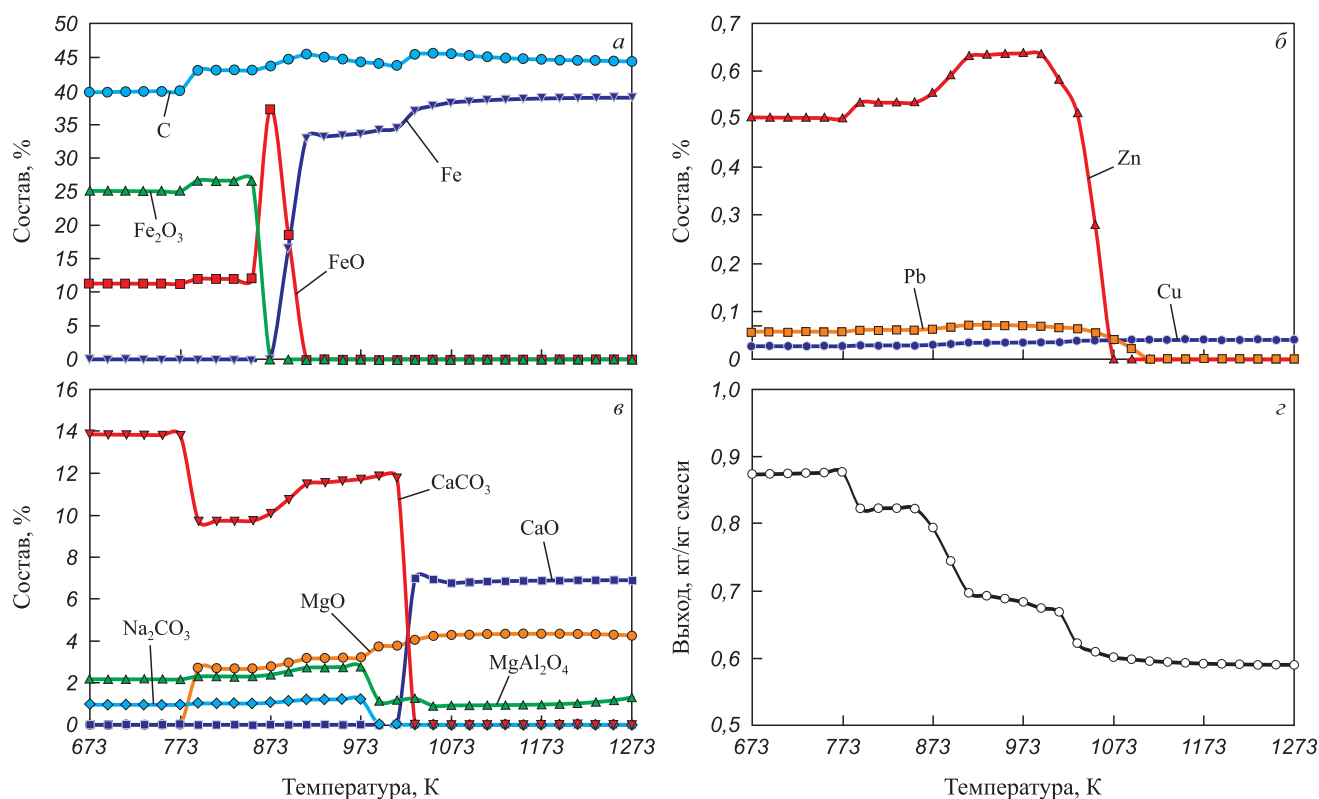 а
Состав, %
50
45
40
35
30
25
20
15
10
5
0
C
Fe
Fe2O3
FeO
б
Состав, %
0,7
0,6
0,5
0,4
0,3
0,2
0,1
0
Zn
Pb
Cu
в
Состав, %
16
14
12
10
8
6
4
2
0
CaCO3
CaO
MgO
Na2CO3
MgAl2O4
673 773 873 973 1073 1173 1273
Температура, К
г
Выход, кг/кг смеси
1,0
0,9
0,8
0,7
0,6
0,5
673 773 873 973 1073 1173 1273
Температура, К